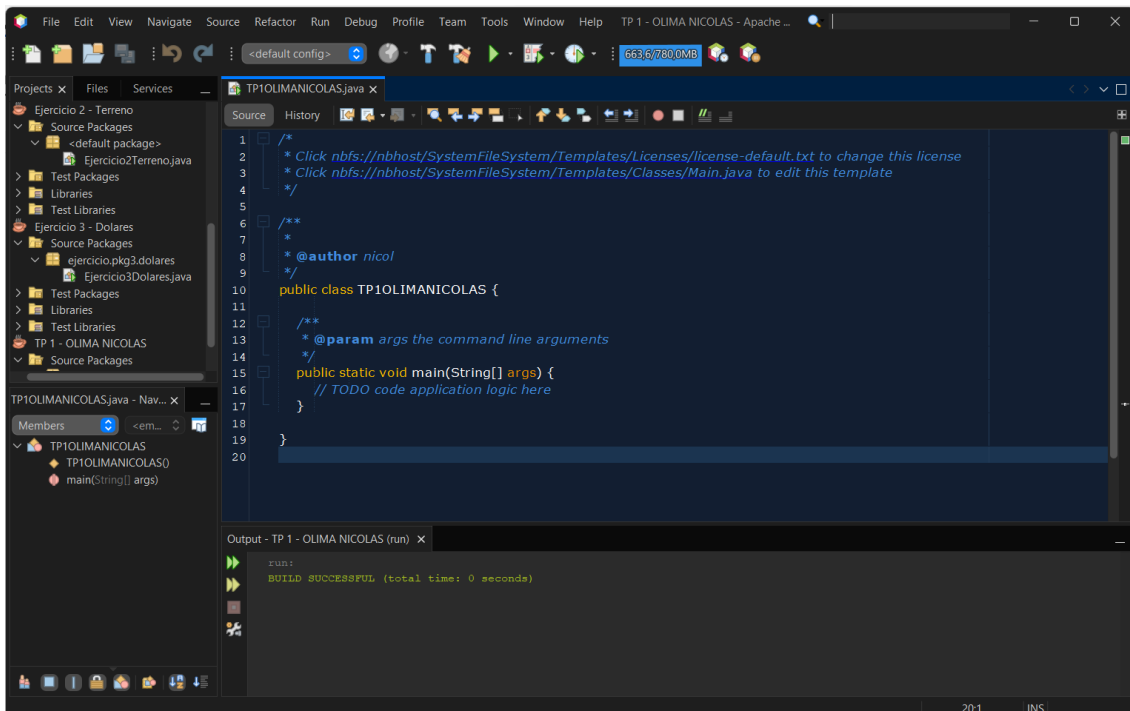 File Edit View Navigate Source Refactor Run Debug Profile Team Tools Window Help TP 1 - OLIMA NICOLAS - Apache ...
<default config> 663,6/780,0MB
Projects Files Services
Ejercicio 2 - Terreno
Source Packages
<default package>
Ejercicio2Terreno.java
Test Packages
Libraries
Test Libraries
Ejercicio 3 - Dolares
Source Packages
ejercicio.pkg3.dolares
Ejercicio3Dolares.java
Test Packages
Libraries
Test Libraries
TP 1 - OLIMA NICOLAS
Source Packages
TP1OLIMANICOLAS.java - Nav...
Members <em...
TP1OLIMANICOLAS
TP1OLIMANICOLAS()
main(String[] args)
TP1OLIMANICOLAS.java
Source History
1 /*
2 * Click nbfs://nbhost/SystemFileSystem/Templates/Licenses/license-default.txt to change this license
3 * Click nbfs://nbhost/SystemFileSystem/Templates/Classes/Main.java to edit this template
4 */
5
6 /**
7 *
8 * @author nicol
9 */
10 public class TP1OLIMANICOLAS {
11
12 /**
13 * @param args the command line arguments
14 */
15 public static void main(String[] args) {
16 // TODO code application logic here
17 }
18
19 }
20
Output - TP 1 - OLIMA NICOLAS (run)
run:
BUILD SUCCESSFUL (total time: 0 seconds)
20:1 INS